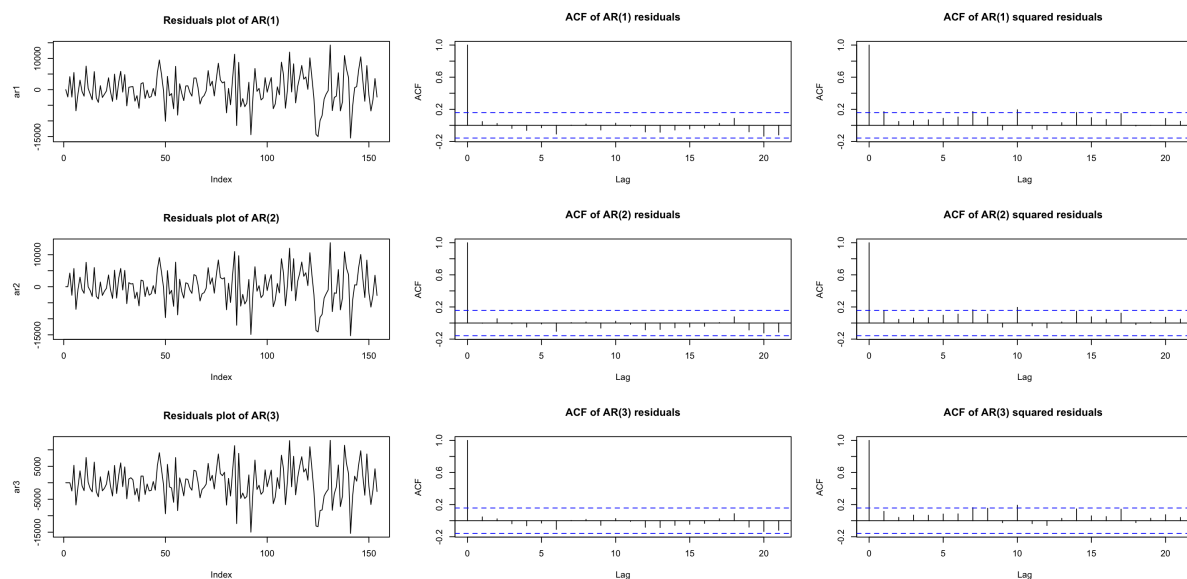 Residuals plot of AR(1)
ar1
10000
0
-15000
0 50 100 150
Index
ACF of AR(1) residuals
ACF
1.0
0.6
0.2
-0.2
0 5 10 15 20
Lag
ACF of AR(1) squared residuals
ACF
1.0
0.6
0.2
-0.2
0 5 10 15 20
Lag
Residuals plot of AR(2)
ar2
10000
0
-15000
0 50 100 150
Index
ACF of AR(2) residuals
ACF
1.0
0.6
0.2
-0.2
0 5 10 15 20
Lag
ACF of AR(2) squared residuals
ACF
1.0
0.6
0.2
-0.2
0 5 10 15 20
Lag
Residuals plot of AR(3)
ar3
5000
-5000
-15000
0 50 100 150
Index
ACF of AR(3) residuals
ACF
1.0
0.6
0.2
-0.2
0 5 10 15 20
Lag
ACF of AR(3) squared residuals
ACF
1.0
0.6
0.2
-0.2
0 5 10 15 20
Lag